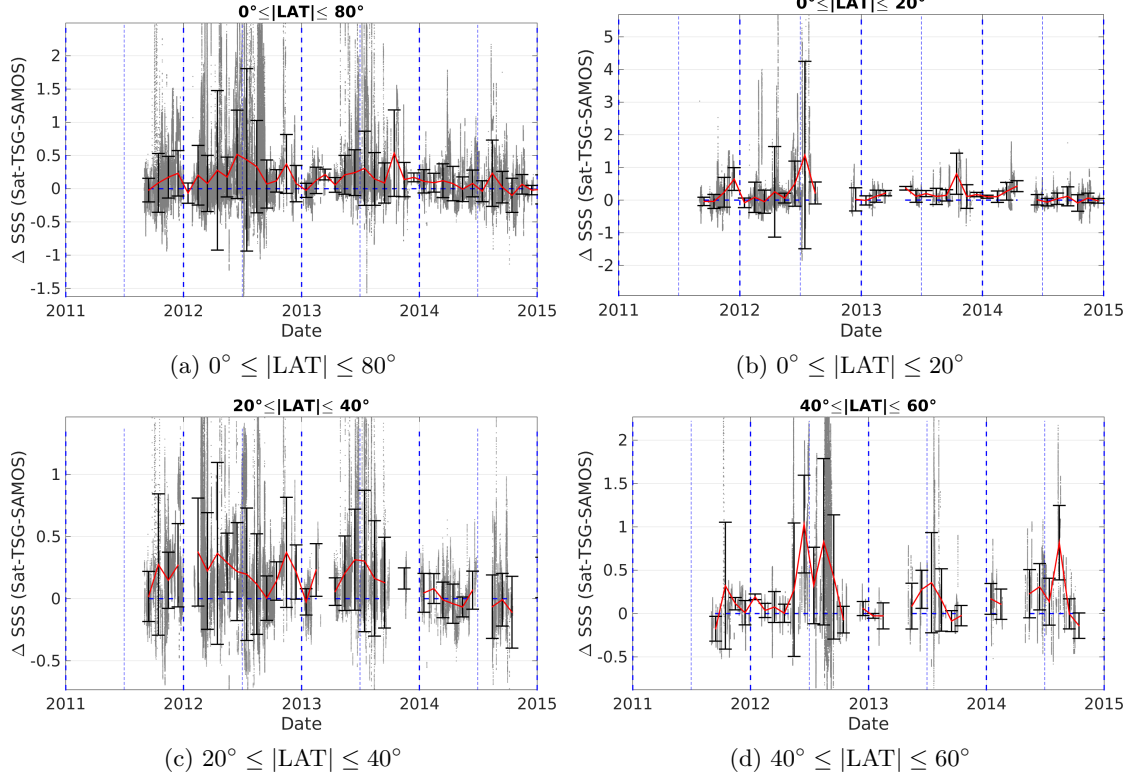 0°≤|LAT|≤ 80°
2
1.5
1
0.5
0
-0.5
-1
-1.5
Δ SSS (Sat-TSG-SAMOS)
2011 2012 2013 2014 2015
Date
(a) 0° ≤ |LAT| ≤ 80°
0°≤|LAT|≤ 20°
5
4
3
2
1
0
-1
-2
Δ SSS (Sat-TSG-SAMOS)
2011 2012 2013 2014 2015
Date
(b) 0° ≤ |LAT| ≤ 20°
20°≤|LAT|≤ 40°
1
0.5
0
-0.5
Δ SSS (Sat-TSG-SAMOS)
2011 2012 2013 2014 2015
Date
(c) 20° ≤ |LAT| ≤ 40°
40°≤|LAT|≤ 60°
2
1.5
1
0.5
0
-0.5
Δ SSS (Sat-TSG-SAMOS)
2011 2012 2013 2014 2015
Date
(d) 40° ≤ |LAT| ≤ 60°